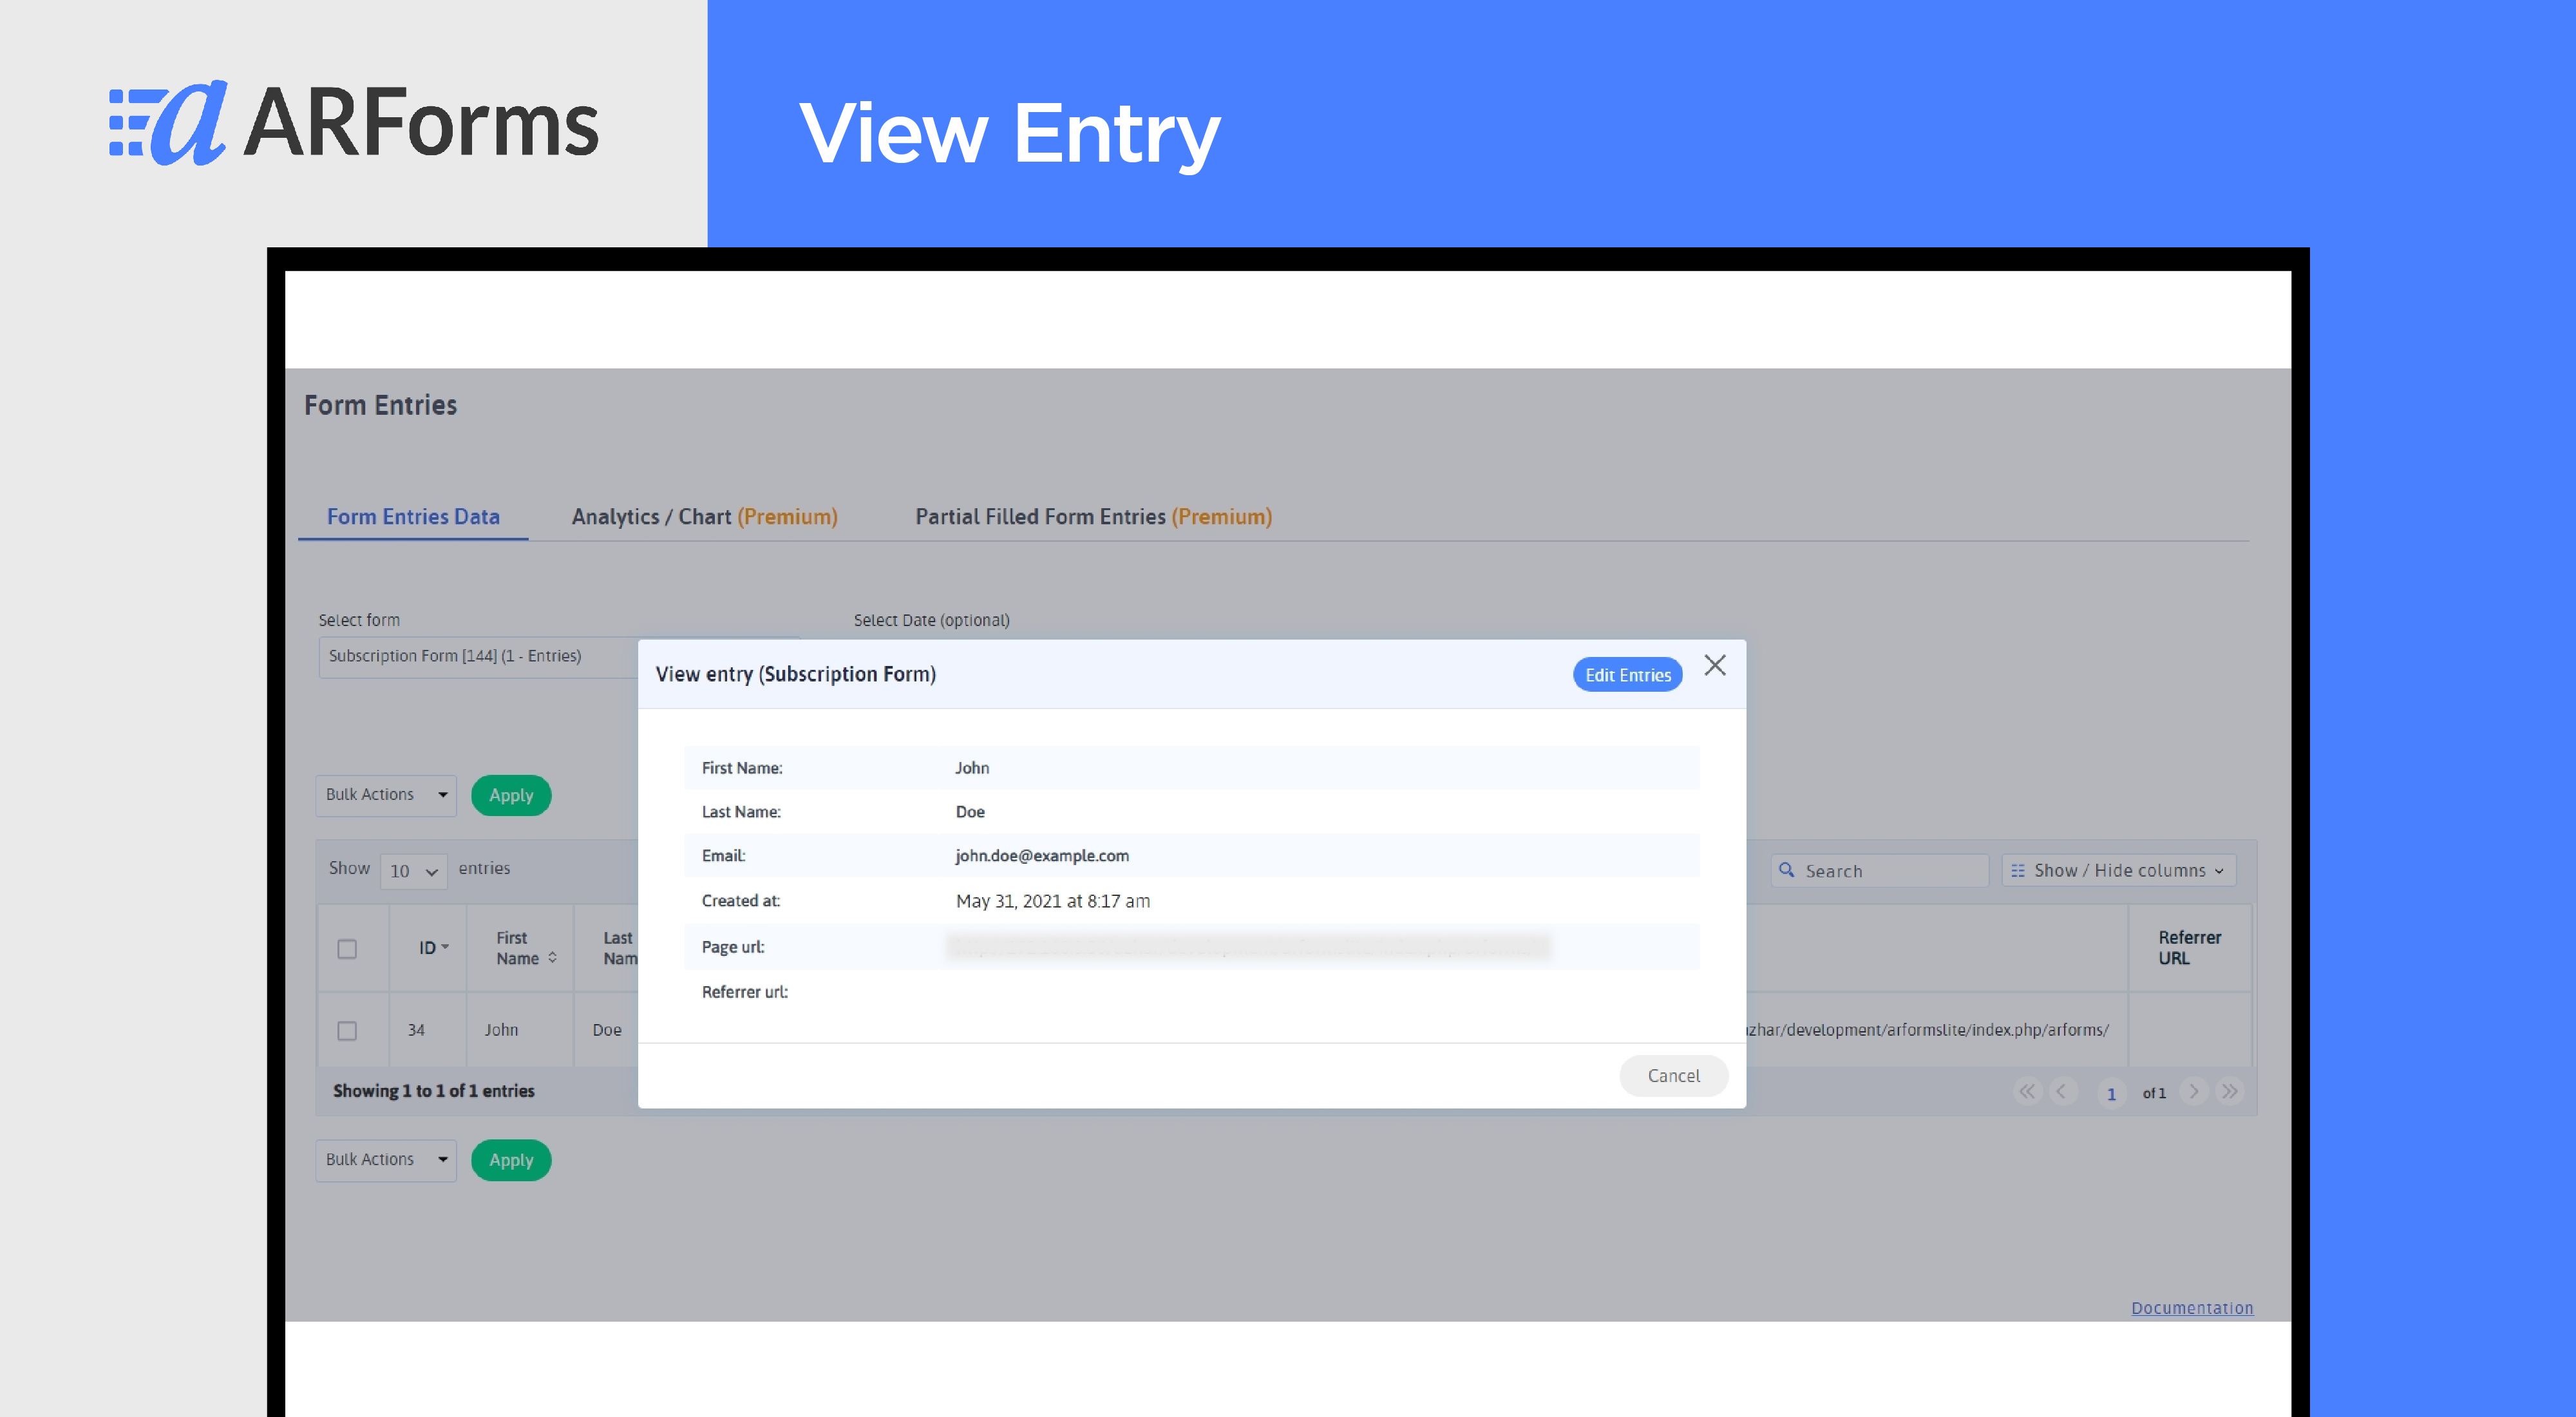 ARForms
View Entry
Form Entries
Form Entries Data
Analytics / Chart (Premium)
Partial Filled Form Entries (Premium)
Select form
Select Date (optional)
Subscription Form [144] (1 - Entries)
View entry (Subscription Form)
Edit Entries
First Name:
John
Last Name:
Doe
Email:
john.doe@example.com
Created at:
May 31, 2021 at 8:17 am
Page url:
Referrer url:
Cancel
Bulk Actions
Apply
Show 10 entries
Search
Show / Hide columns
ID
First
Name
Last
Nam
Referrer
URL
34
John
Doe
zhar/development/arformslite/index.php/arforms/
Showing 1 to 1 of 1 entries
1 of 1
Bulk Actions
Apply
Documentation